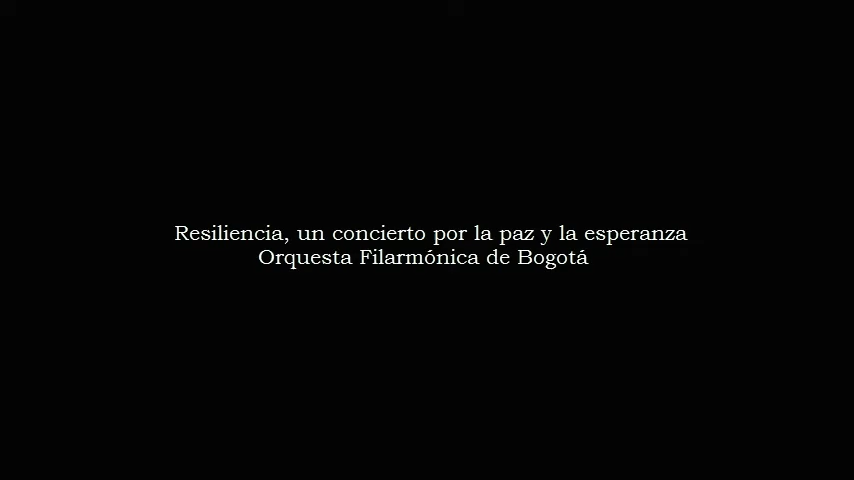 Resiliencia, un concierto por la paz y la esperanza
Orquesta Filarmónica de Bogotá